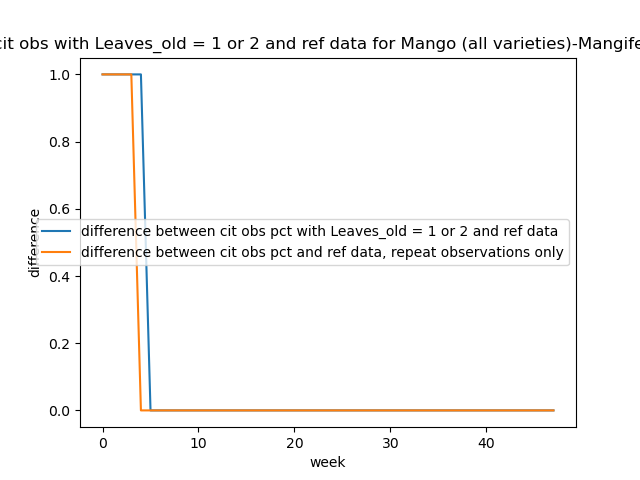 cit obs with Leaves_old = 1 or 2 and ref data for Mango (all varieties)-Mangife
1.0
0.8
0.6
0.4
0.2
0.0
difference
difference between cit obs pct with Leaves_old = 1 or 2 and ref data
difference between cit obs pct and ref data, repeat observations only
0 10 20 30 40
week